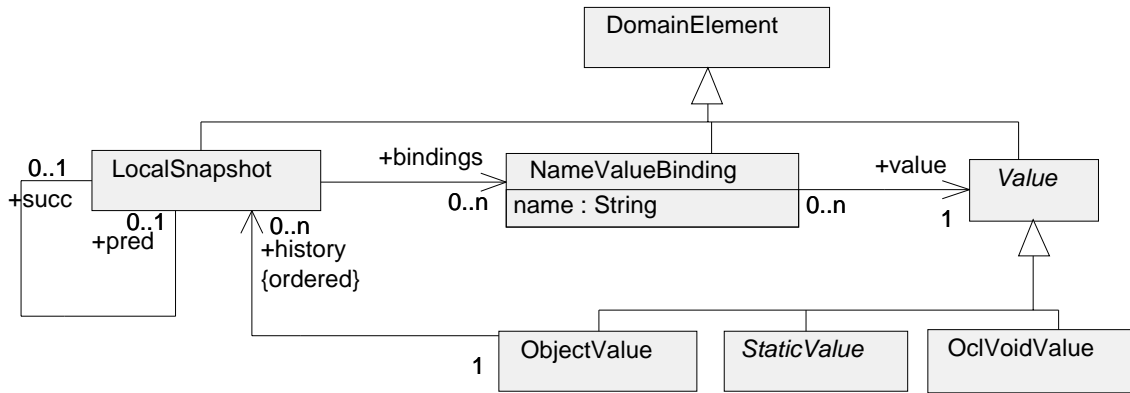 DomainElement
LocalSnapshot
+bindings
0..n
NameValueBinding
name : String
+value
0..n
1
Value
0..1
+succ
0..1
+pred
0..n
+history
{ordered}
1
ObjectValue
StaticValue
OclVoidValue